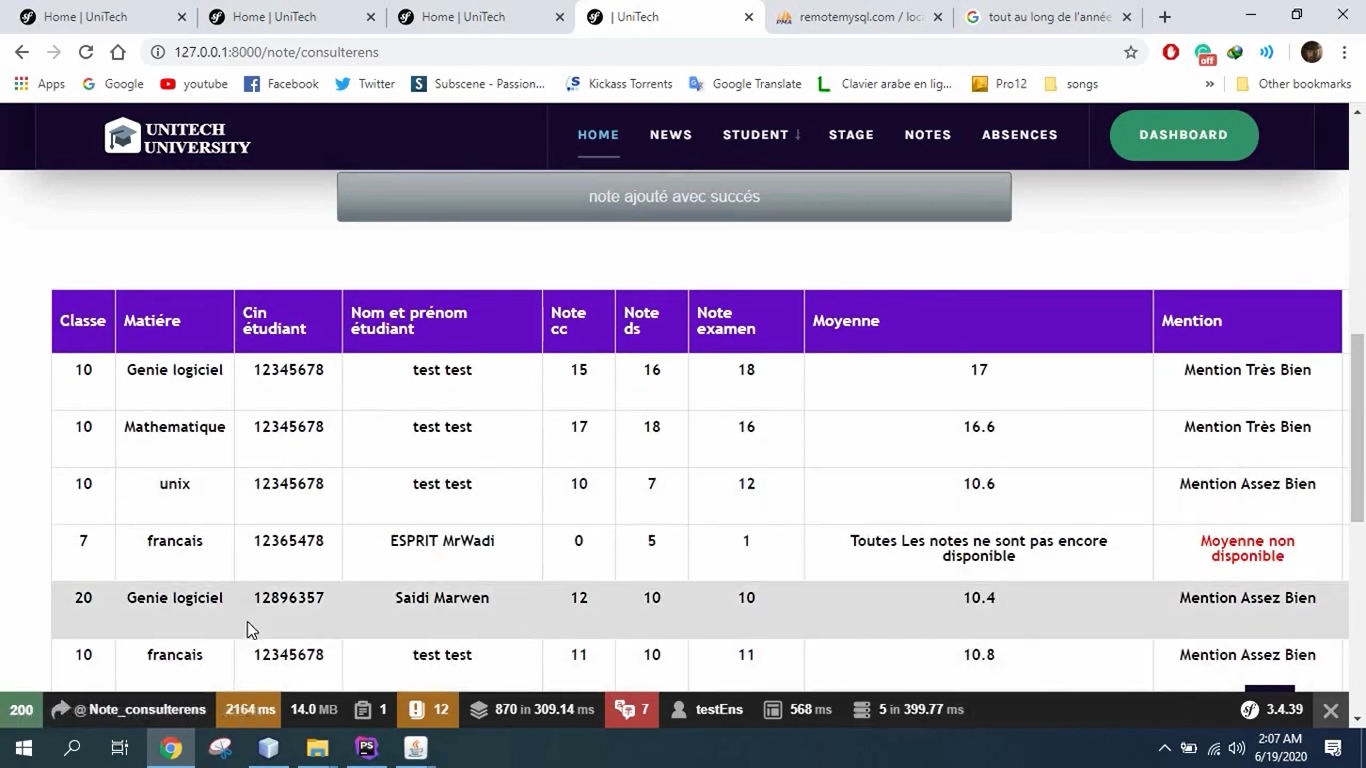 Home | UniTech
Home | UniTech
Home | UniTech
| UniTech
remotemysql.com / loc
tout au long de l'année
127.0.0.1:8000/note/consulterens
off
Apps Google youtube Facebook Twitter Subscene - Passion... Kickass Torrents Google Translate Clavier arabe en lig... Pro12 songs » Other bookmarks
UNITECH
UNIVERSITY
HOME NEWS STUDENT STAGE NOTES ABSENCES DASHBOARD
note ajouté avec succés
Classe Matiére Cin étudiant Nom et prénom étudiant Note cc Note ds Note examen Moyenne Mention
10 Genie logiciel 12345678 test test 15 16 18 17 Mention Très Bien
10 Mathematique 12345678 test test 17 18 16 16.6 Mention Très Bien
10 unix 12345678 test test 10 7 12 10.6 Mention Assez Bien
7 francais 12365478 ESPRIT MrWadi 0 5 1 Toutes Les notes ne sont pas encore disponible Moyenne non disponible
20 Genie logiciel 12896357 Saidi Marwen 12 10 10 10.4 Mention Assez Bien
10 francais 12345678 test test 11 10 11 10.8 Mention Assez Bien
200 @ Note_consulterens 2164 ms 14.0 MB 1 12 870 in 309.14 ms 7 testEns 568 ms 5 in 399.77 ms sf 3.4.39
PS
2:07 AM
6/19/2020